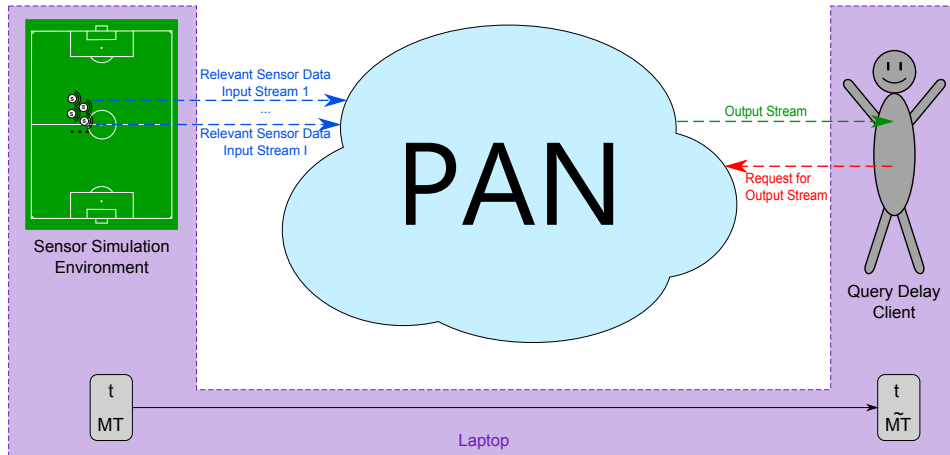 Relevant Sensor Data
Input Stream 1
...
Relevant Sensor Data
Input Stream I
S
S
S
S
...
PAN
Output Stream
Request for
Output Stream
Sensor Simulation
Environment
Query Delay
Client
t
MT
t
M̃T
Laptop